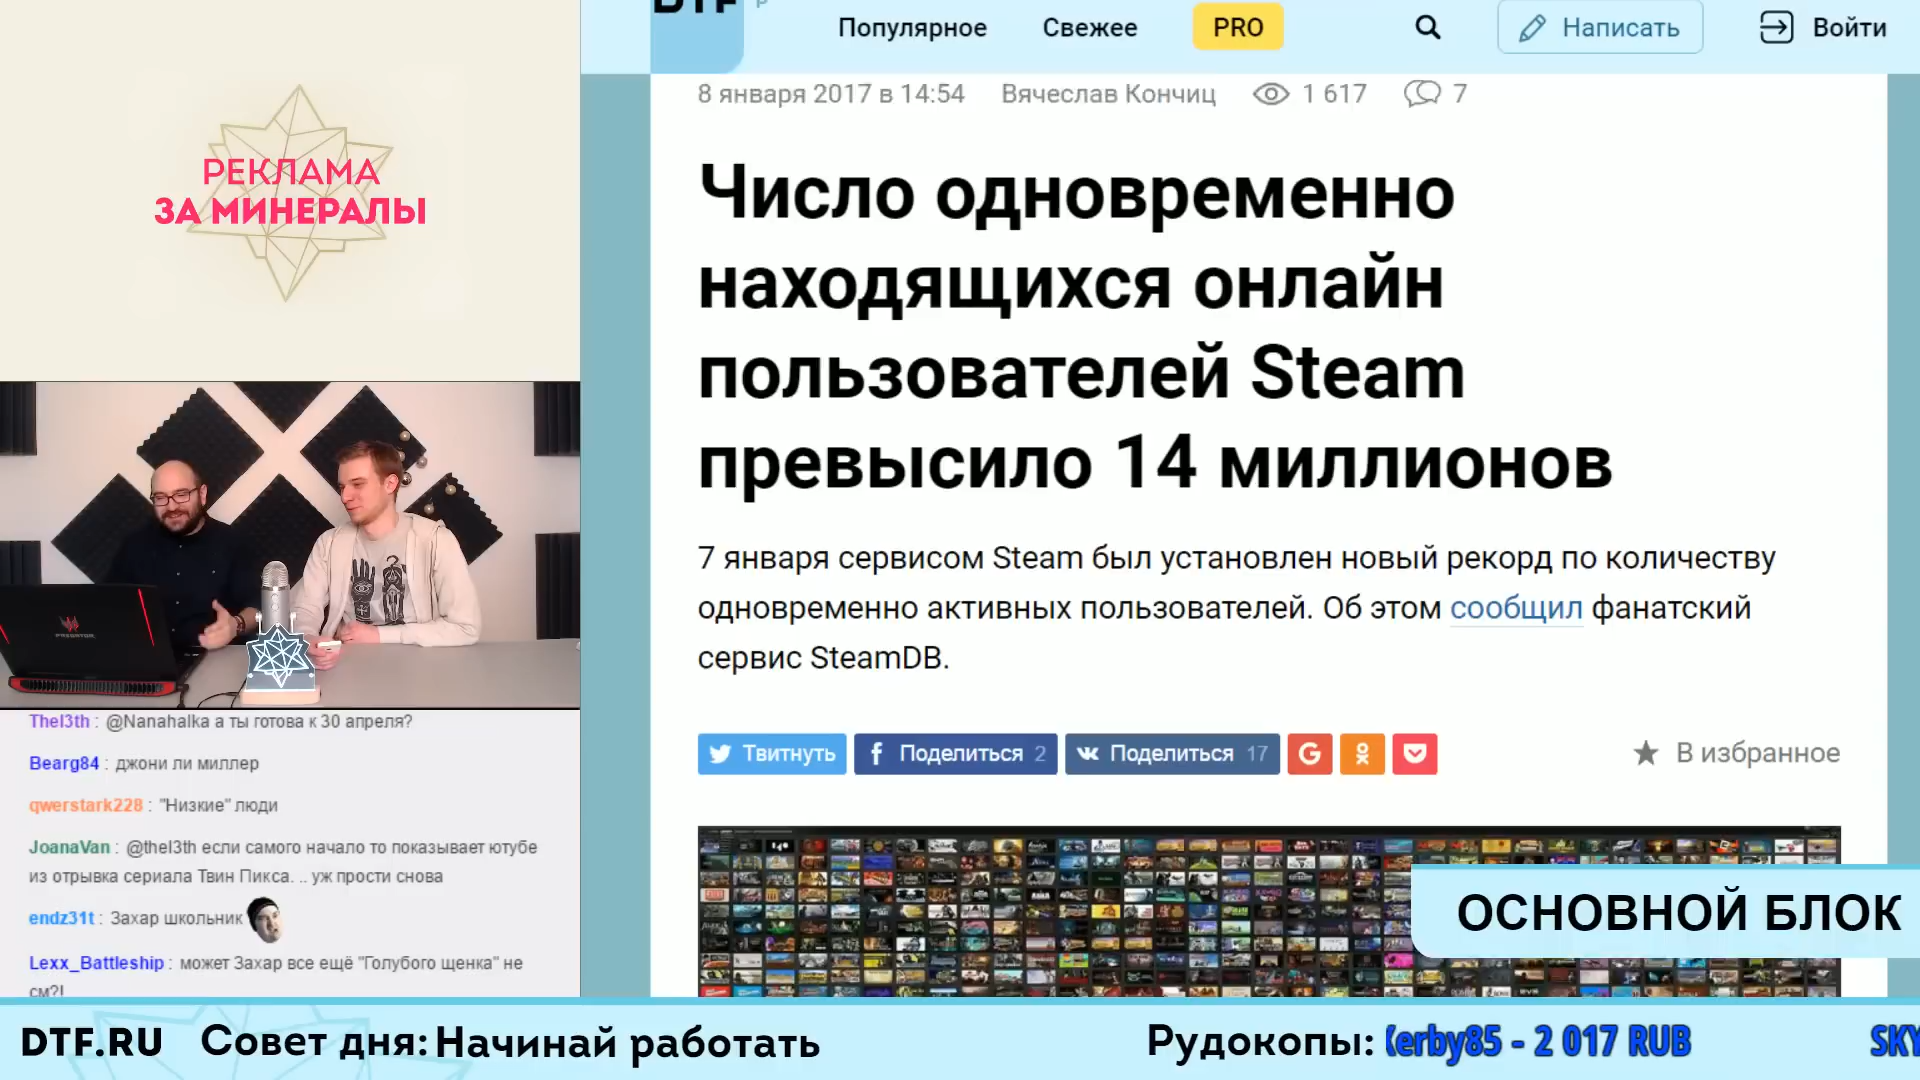 DTF
Популярное
Свежее
PRO
Написать
Войти
8 января 2017 в 14:54
Вячеслав Кончиц
1 617
7
РЕКЛАМА
ЗА МИНЕРАЛЫ
Число одновременно
находящихся онлайн
пользователей Steam
превысило 14 миллионов
7 января сервисом Steam был установлен новый рекорд по количеству
одновременно активных пользователей. Об этом сообщил фанатский
сервис SteamDB.
Твитнуть
Поделиться 2
Поделиться 17
В избранное
PREDATOR
Thel3th : @Nanahalka а ты готова к 30 апреля?
Bearg84 : джони ли миллер
qwerstark228 : "Низкие" люди
JoanaVan : @thel3th если самого начало то показывает ютубе
из отрывка сериала Твин Пикса. .. уж прости снова
endz31t : Захар школьник
Lexx_Battleship : может Захар все ещё "Голубого щенка" не
см?!
ОСНОВНОЙ БЛОК
DTF.RU
Совет дня: Начинай работать
Рудокопы: Kerby85 - 2 017 RUB
SKY